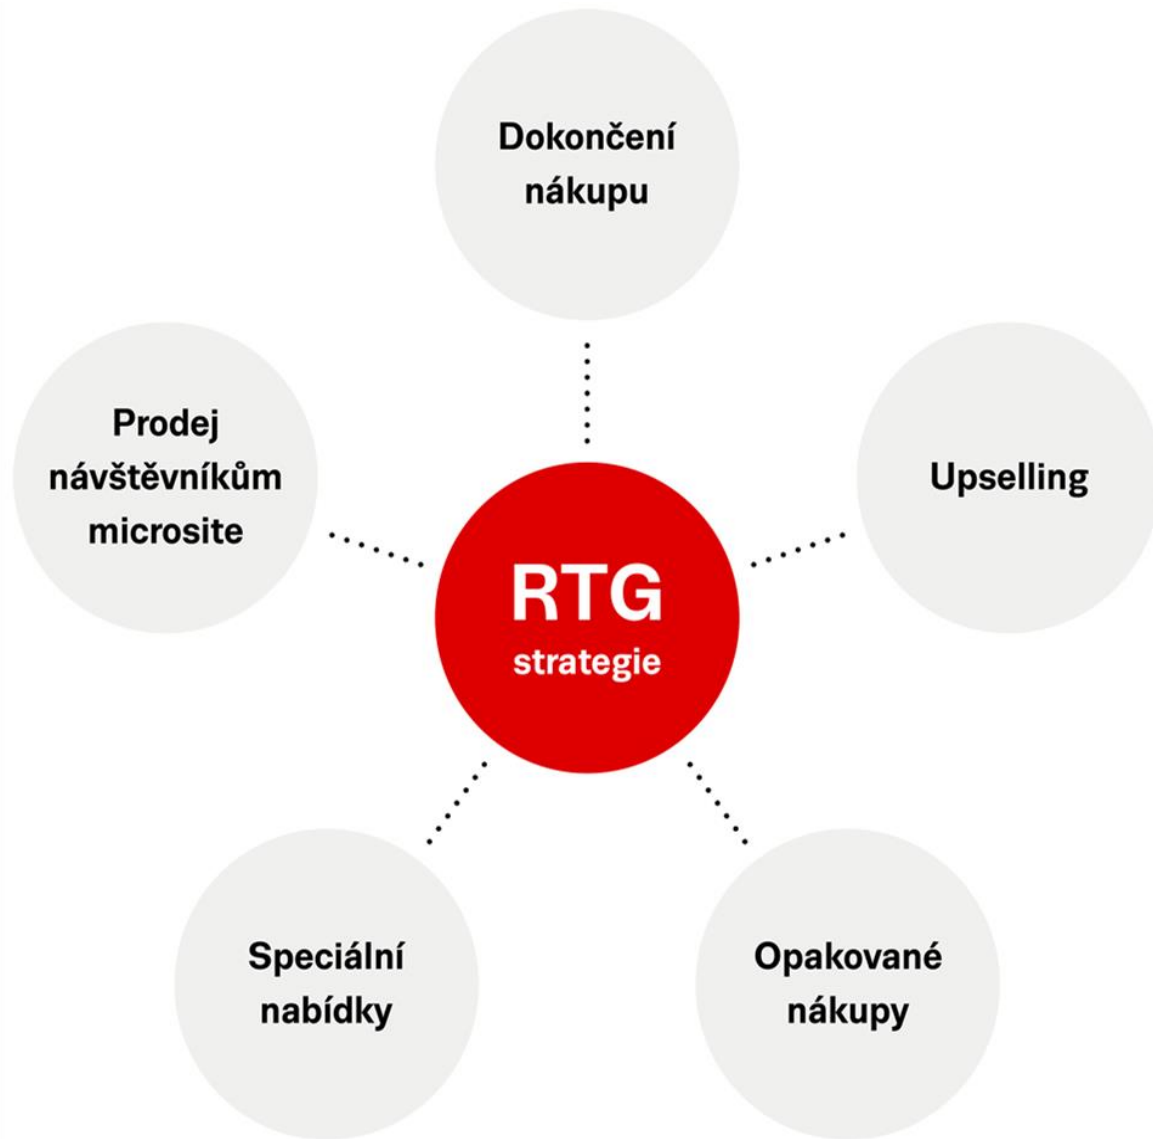 Dokončení
nákupu
Prodej
návštěvníkům
microsite
Upselling
RTG
strategie
Speciální
nabídky
Opakované
nákupy